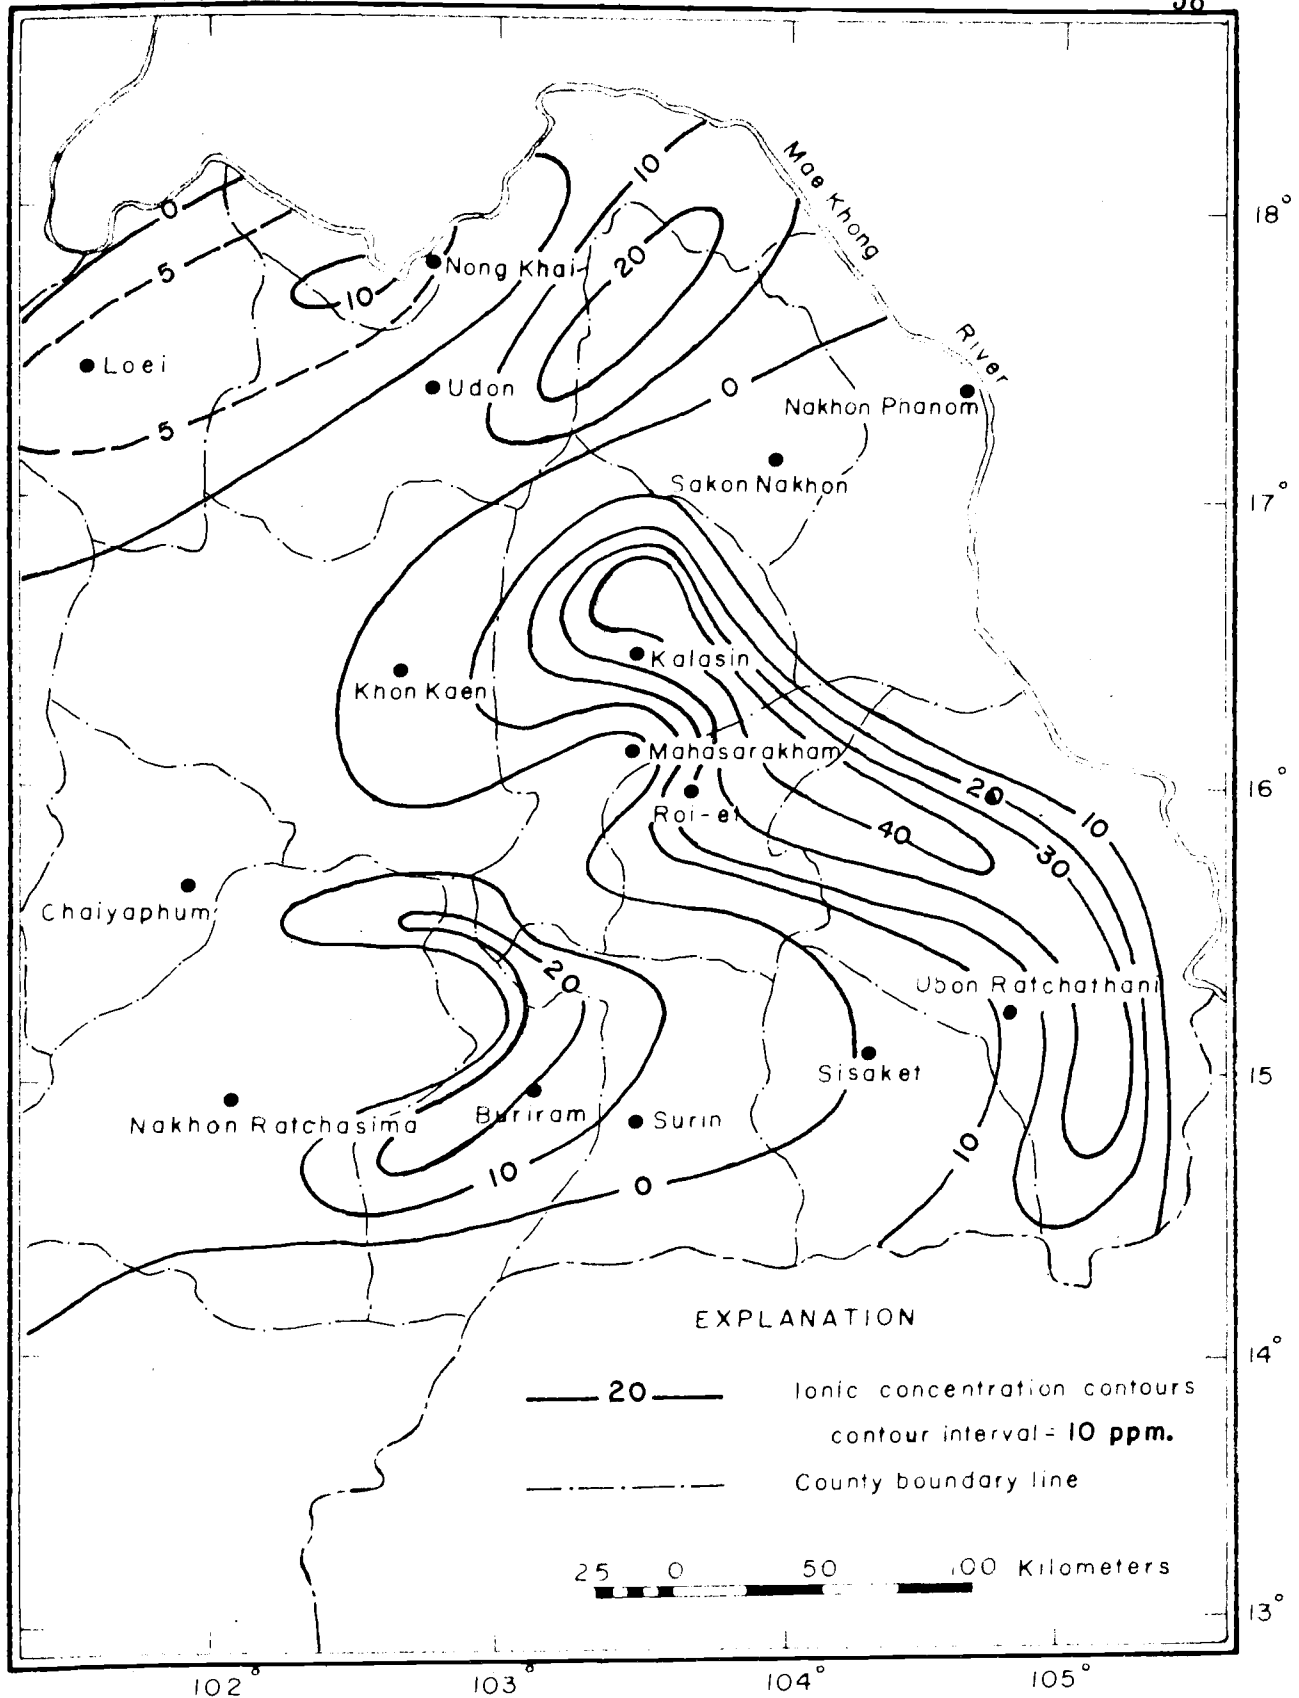 38
Mae Khong
River
10
18°
0
20
5
Nong Khai
10
Loei
Udon
0
Nakhon Phanom
5
Sakon Nakhon
17°
Kalasin
Khon Kaen
Mahasarakham
16°
20
Roi-et
10
40
30
Chaiyaphum
20
Ubon Ratchathani
Sisaket
15°
Buriram
Surin
Nakhon Ratchasima
10
10
0
EXPLANATION
14°
20
Ionic concentration contours
contour interval = 10 ppm.
County boundary line
25 0 50 100 Kilometers
13°
102° 103° 104° 105°